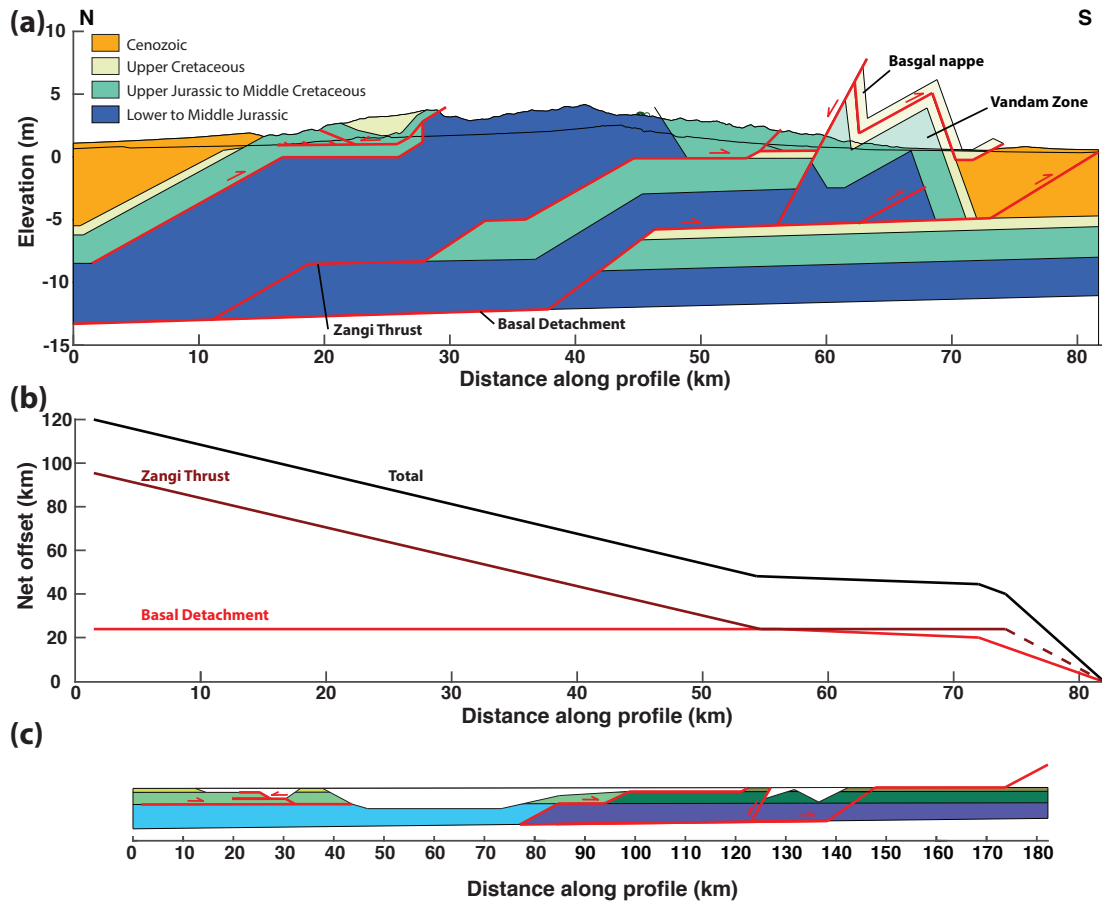 (a)
N
S
10
5
0
-5
-10
-15
Elevation (m)
Cenozoic
Upper Cretaceous
Upper Jurassic to Middle Cretaceous
Lower to Middle Jurassic
Basgal nappe
Vandam Zone
Zangi Thrust
Basal Detachment
0 10 20 30 40 50 60 70 80
Distance along profile (km)
(b)
120
100
80
60
40
20
0
Net offset (km)
Zangi Thrust
Total
Basal Detachment
0 10 20 30 40 50 60 70 80
Distance along profile (km)
(c)
0 10 20 30 40 50 60 70 80 90 100 110 120 130 140 150 160 170 180
Distance along profile (km)